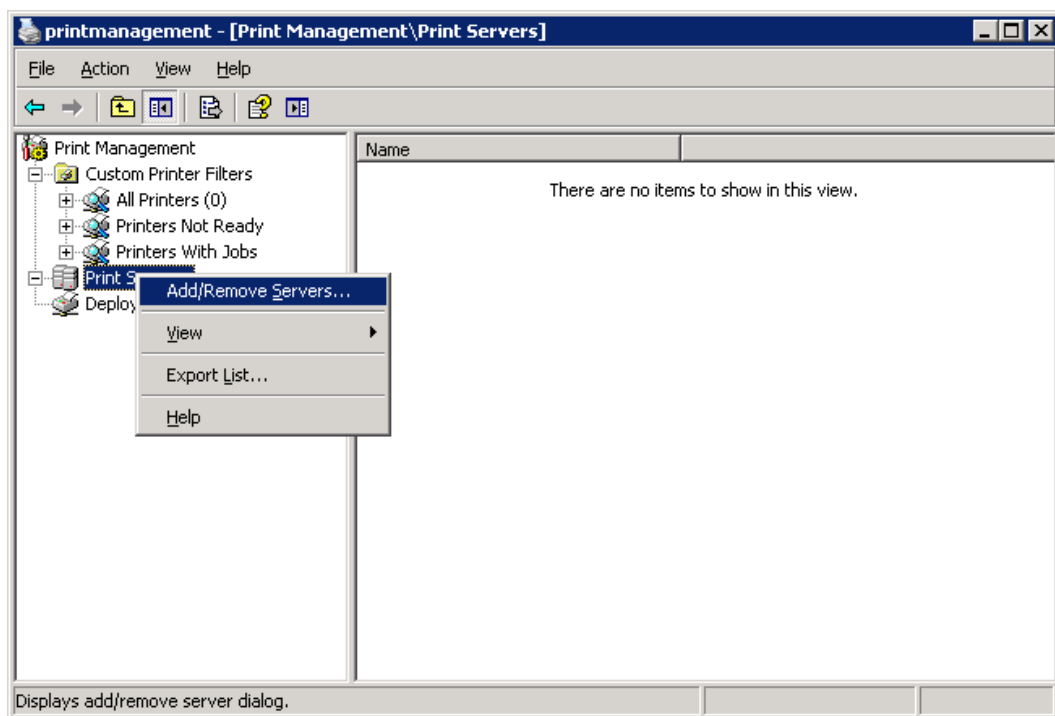 printmanagement - [Print Management\Print Servers]
File Action View Help
Print Management
Name
Custom Printer Filters
There are no items to show in this view.
All Printers (0)
Printers Not Ready
Printers With Jobs
Print
Add/Remove Servers...
Deploy
View
Export List...
Help
Displays add/remove server dialog.